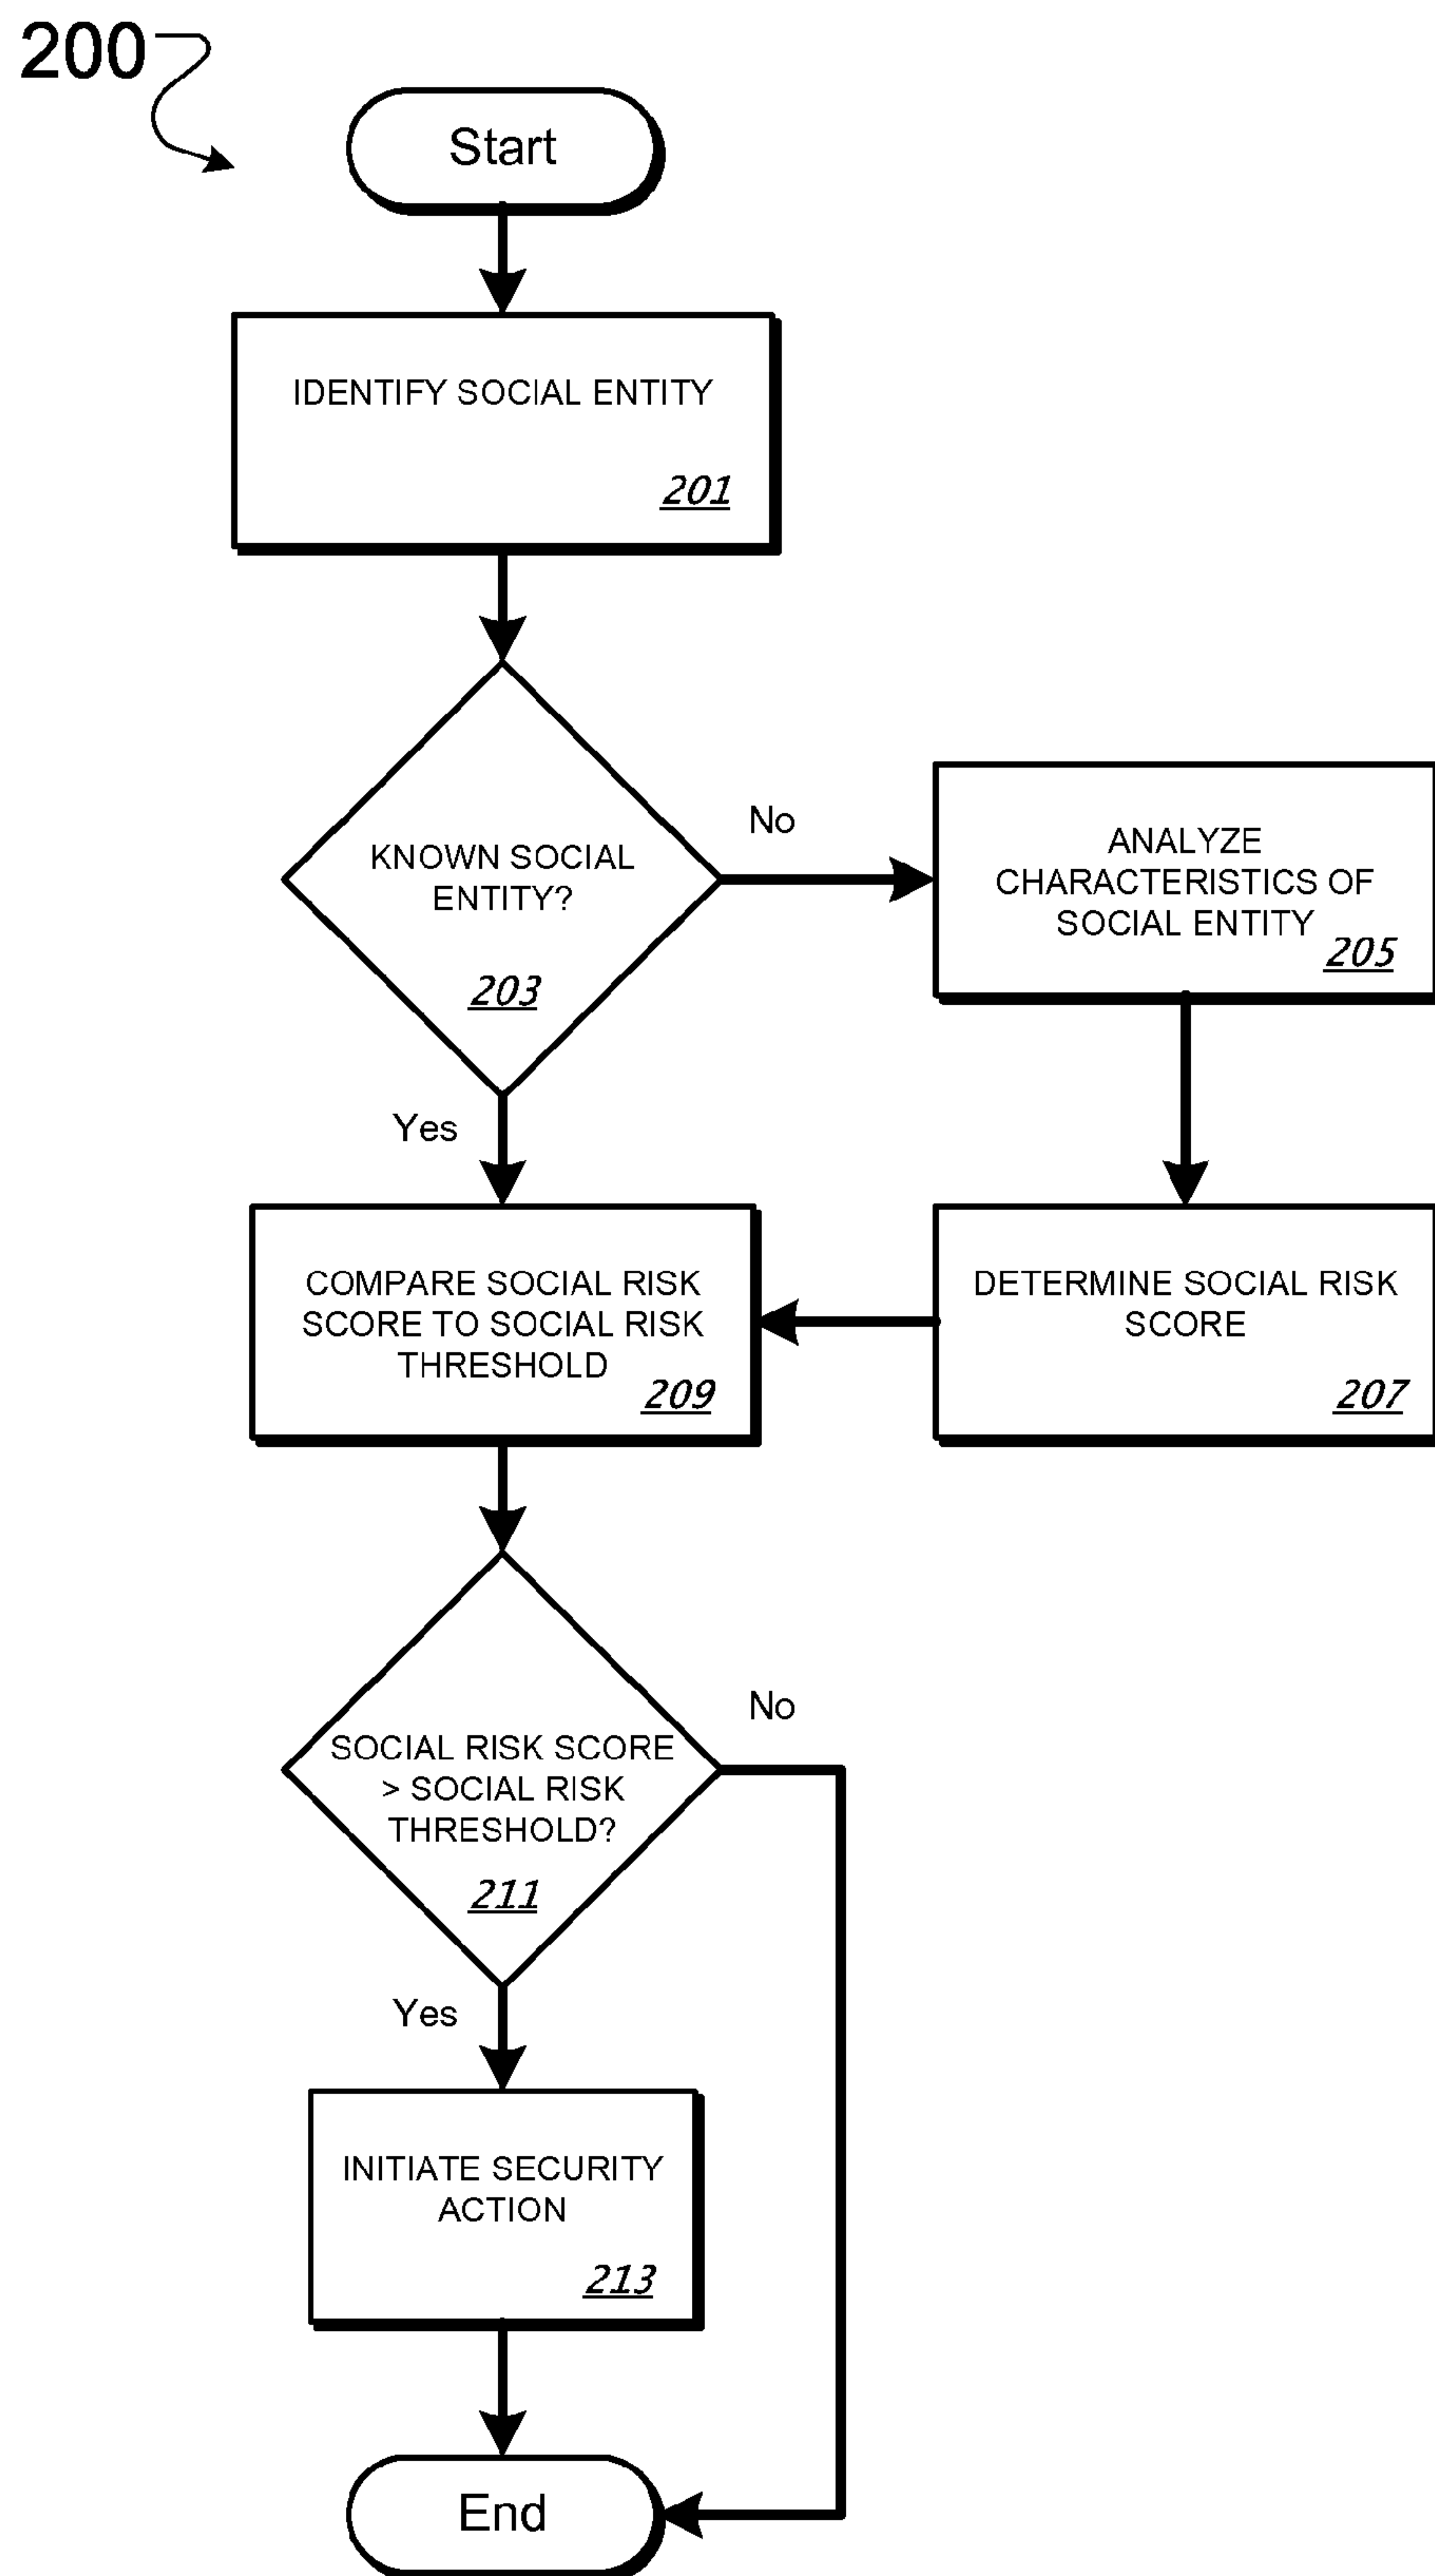 200
Start
IDENTIFY SOCIAL ENTITY
201
KNOWN SOCIAL
ENTITY?
203
No
ANALYZE
CHARACTERISTICS OF
SOCIAL ENTITY
205
Yes
COMPARE SOCIAL RISK
SCORE TO SOCIAL RISK
THRESHOLD
209
DETERMINE SOCIAL RISK
SCORE
207
SOCIAL RISK SCORE
> SOCIAL RISK
THRESHOLD?
211
No
Yes
INITIATE SECURITY
ACTION
213
End